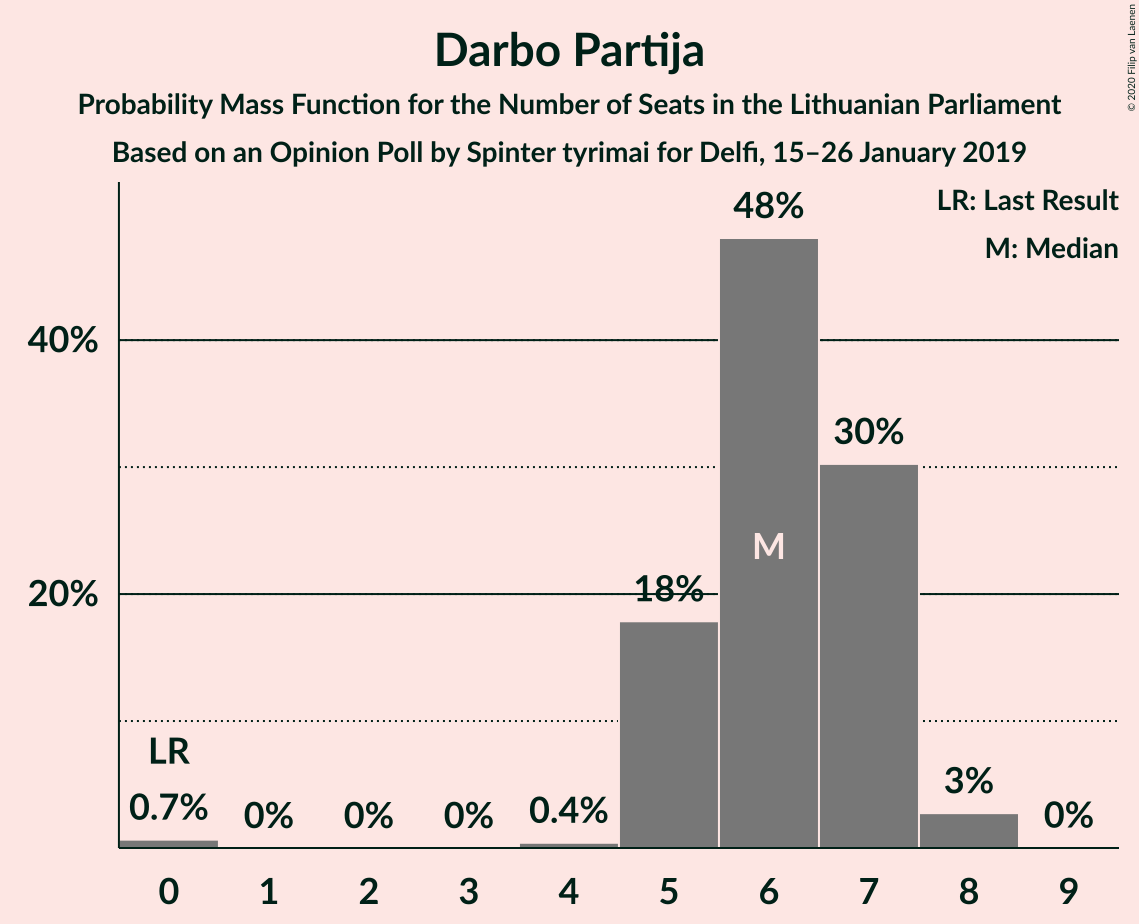 Darbo Partija
Probability Mass Function for the Number of Seats in the Lithuanian Parliament
Based on an Opinion Poll by Spinter tyrimai for Delfi, 15–26 January 2019
© 2020 Filip van Laenen
LR: Last Result
M: Median
48%
40%
30%
M
20%
18%
LR
0.7%
0%
0%
0%
0.4%
3%
0%
0 1 2 3 4 5 6 7 8 9